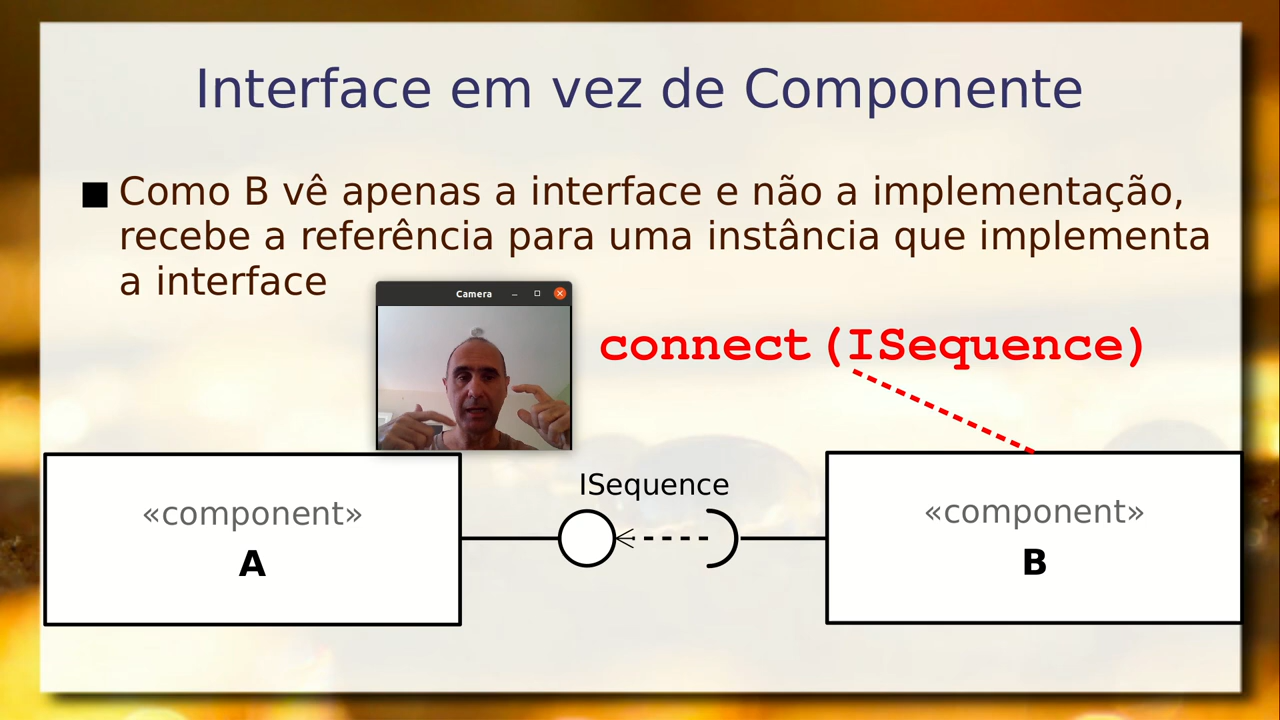 Interface em vez de Componente
Como B vê apenas a interface e não a implementação,
recebe a referência para uma instância que implementa
a interface
Camera
connect(ISequence)
ISequence
«component»
A
«component»
B